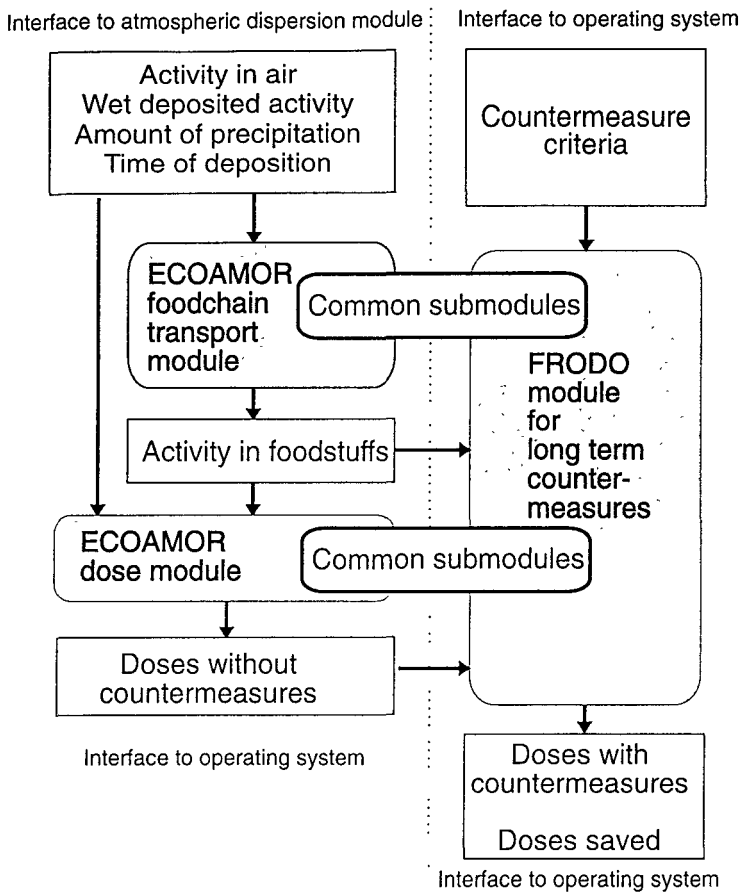 Interface to atmospheric dispersion module
Interface to operating system
Activity in air
Wet deposited activity
Amount of precipitation
Time of deposition
Countermeasure
criteria
ECOAMOR
foodchain
transport
module
Common submodules
FRODO
module
for
long term
counter-
measures
Activity in foodstuffs
ECOAMOR
dose module
Common submodules
Doses without
countermeasures
Interface to operating system
Doses with
countermeasures
Doses saved
Interface to operating system